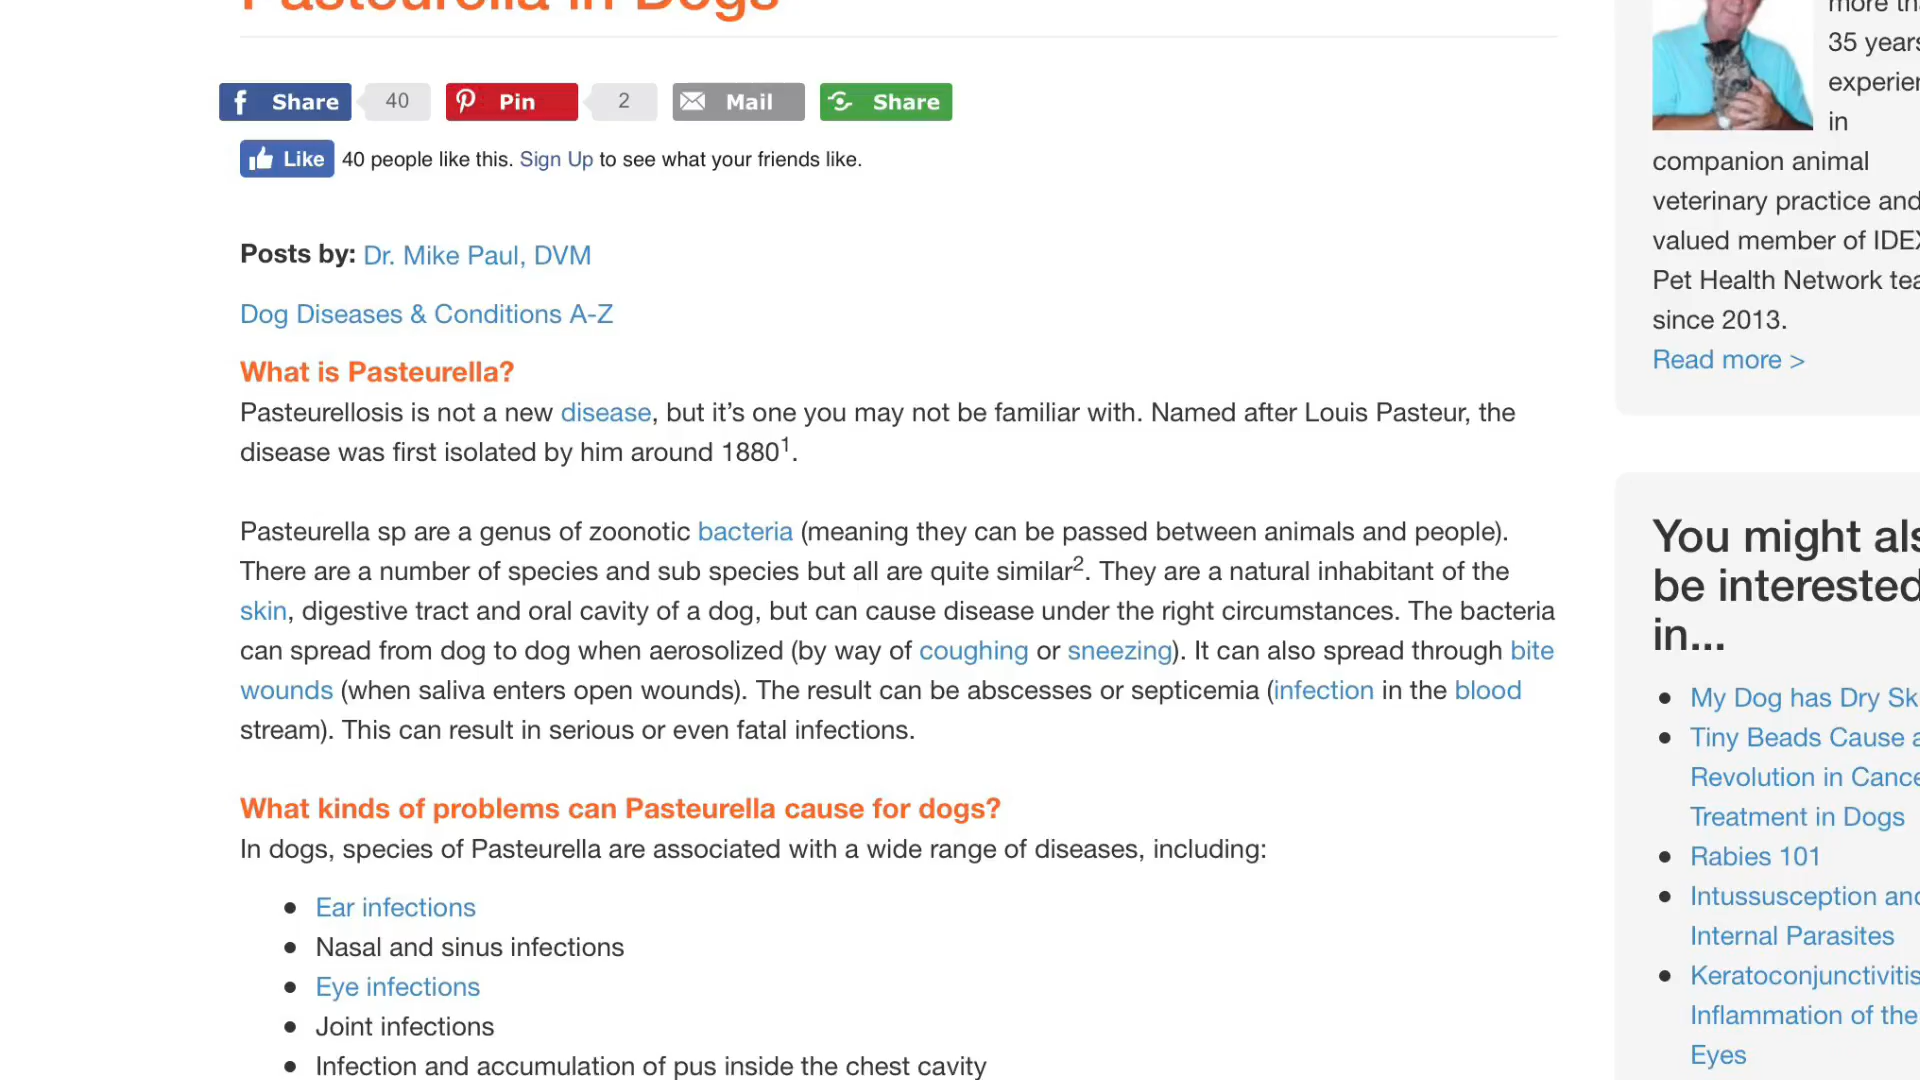 Pasteurella in Dogs
Share 40 Pin 2 Mail Share
Like 40 people like this. Sign Up to see what your friends like.
Posts by: Dr. Mike Paul, DVM
Dog Diseases & Conditions A-Z
What is Pasteurella?
Pasteurellosis is not a new disease, but it’s one you may not be familiar with. Named after Louis Pasteur, the
disease was first isolated by him around 1880¹.
Pasteurella sp are a genus of zoonotic bacteria (meaning they can be passed between animals and people).
There are a number of species and sub species but all are quite similar². They are a natural inhabitant of the
skin, digestive tract and oral cavity of a dog, but can cause disease under the right circumstances. The bacteria
can spread from dog to dog when aerosolized (by way of coughing or sneezing). It can also spread through bite
wounds (when saliva enters open wounds). The result can be abscesses or septicemia (infection in the blood
stream). This can result in serious or even fatal infections.
What kinds of problems can Pasteurella cause for dogs?
In dogs, species of Pasteurella are associated with a wide range of diseases, including:
Ear infections
Nasal and sinus infections
Eye infections
Joint infections
Infection and accumulation of pus inside the chest cavity
more
35 years
in
companion animal
veterinary practice and
valued member of
Pet Health Network
since 2013.
Read more >
You might
be interested
in...
My Dog has Dry
Tiny Beads Cause
Revolution in
Treatment in Dogs
Rabies 101
Intussusception
Internal Parasites
Keratoconjunctivitis
Inflammation of the
Eyes